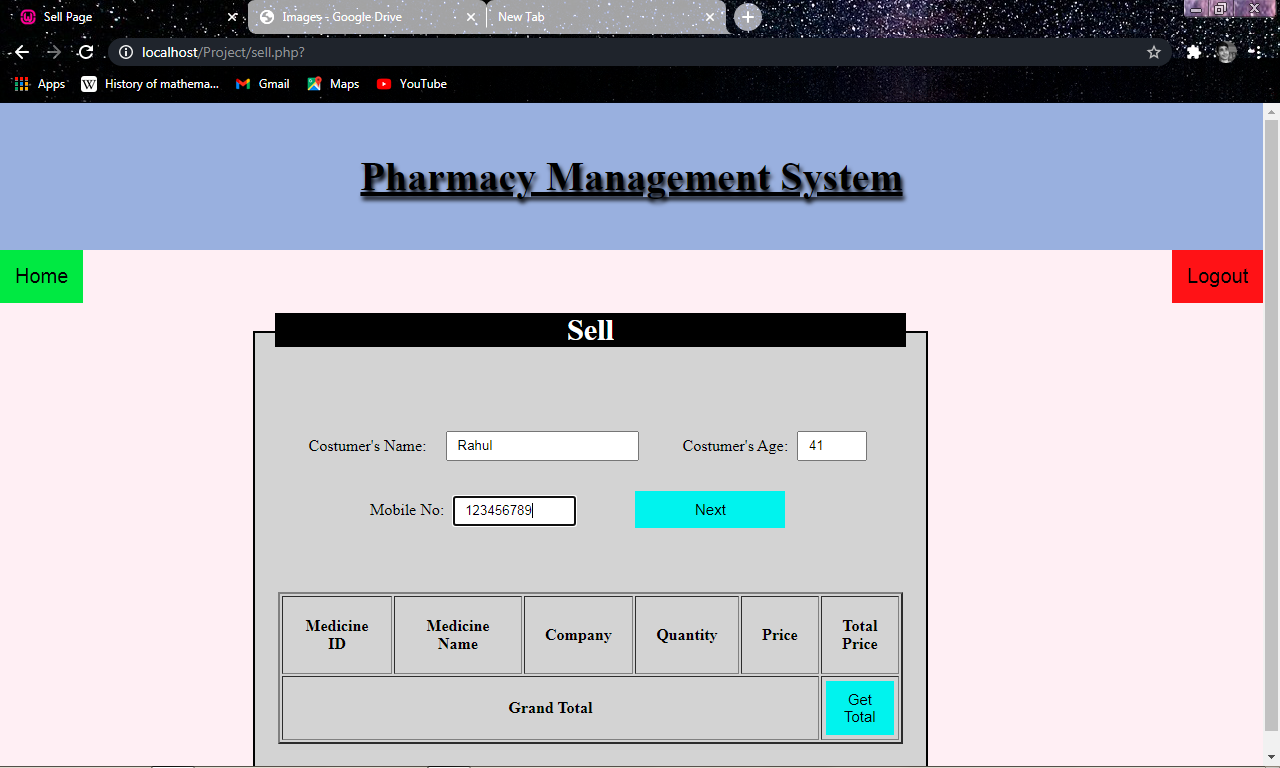 Sell Page
Images - Google Drive
New Tab
localhost/Project/sell.php?
Apps
W
History of mathema...
Gmail
Maps
YouTube
Pharmacy Management System
Home
Logout
Sell
Costumer's Name: Rahul
Costumer's Age: 41
Mobile No: 123456789
Next
Medicine ID
Medicine Name
Company
Quantity
Price
Total Price
Grand Total
Get Total